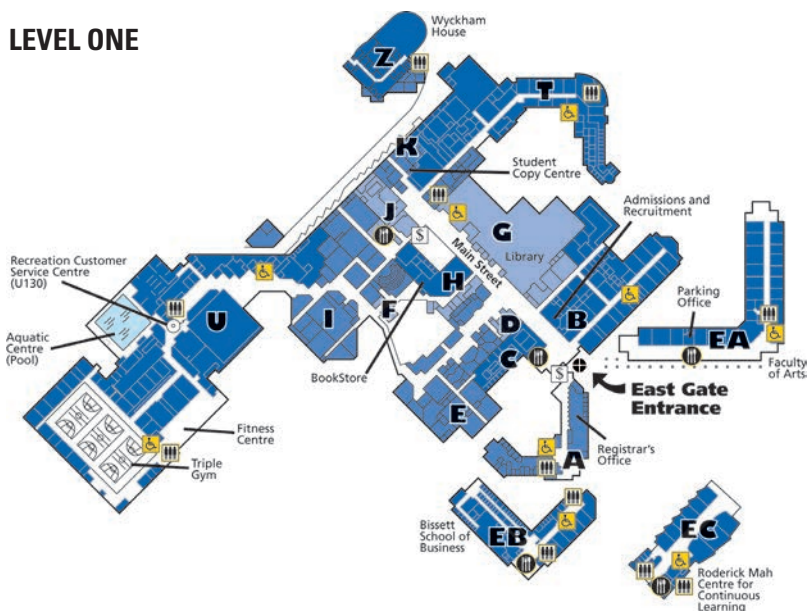 LEVEL ONE
Wyckham
House
Z
T
K
Student
Copy Centre
Admissions and
Recruitment
J
$
G
Library
Main Street
Recreation Customer
Service Centre
(U130)
H
Parking
Office
F
U
I
D
B
EA
Aquatic
Centre
(Pool)
C
$
Faculty
of Arts
BookStore
East Gate
Entrance
E
Fitness
Centre
Registrar's
Office
Triple
Gym
A
Bissett
School of
Business
EB
EC
Roderick Mah
Centre for
Continuous
Learning